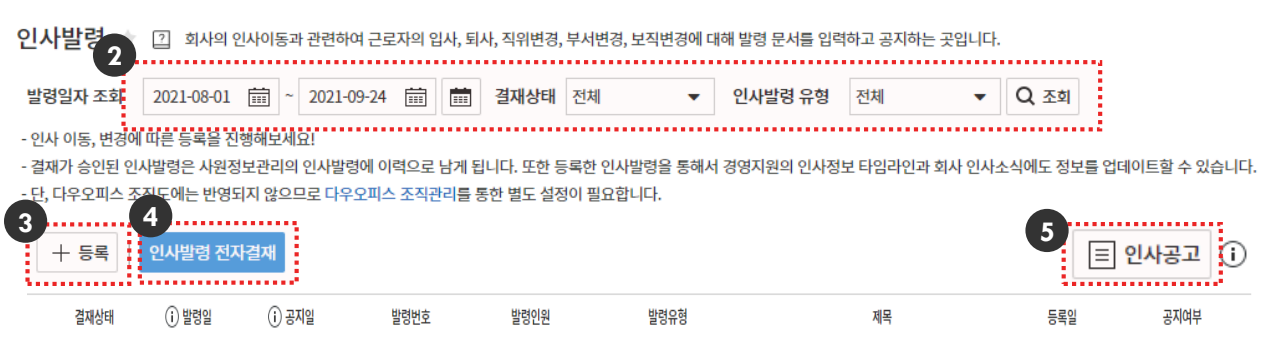 인사발령 ? 회사의 인사이동과 관련하여 근로자의 입사, 퇴사, 직위변경, 부서변경, 보직변경에 대해 발령 문서를 입력하고 공지하는 곳입니다.
2
발령일자 조회 2021-08-01 ~ 2021-09-24 결재상태 전체 인사발령 유형 전체 조회
- 인사 이동, 변경에 따른 등록을 진행해보세요!
- 결재가 승인된 인사발령은 사원정보관리의 인사발령에 이력으로 남게 됩니다. 또한 등록한 인사발령을 통해서 경영지원의 인사정보 타임라인과 회사 인사소식에도 정보를 업데이트할 수 있습니다.
- 단, 다우오피스 조직도에는 반영되지 않으므로 다우오피스 조직관리를 통한 별도 설정이 필요합니다.
3 4 5
+ 등록 인사발령 전자결재 인사공고 i
결재상태 i 발령일 i 공지일 발령번호 발령인원 발령유형 제목 등록일 공지여부